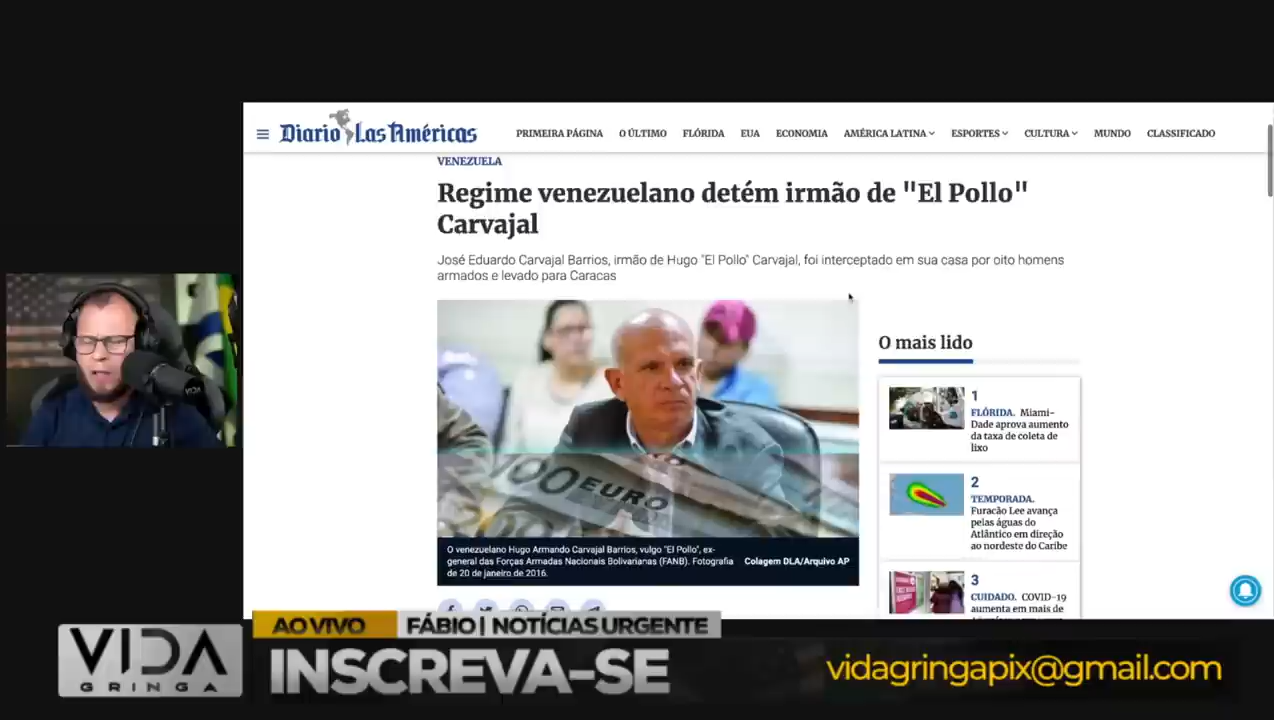 Diario Las Américas
PRIMEIRA PÁGINA O ÚLTIMO FLÓRIDA EUA ECONOMIA AMÉRICA LATINA ESPORTES CULTURA MUNDO CLASSIFICADO
VENEZUELA
Regime venezuelano detém irmão de "El Pollo"
Carvajal
José Eduardo Carvajal Barrios, irmão de Hugo "El Pollo" Carvajal, foi interceptado em sua casa por oito homens
armados e levado para Caracas
100 EURO
O venezuelano Hugo Armando Carvajal Barrios, vulgo "El Pollo", ex-
general das Forças Armadas Nacionais Bolivarianas (FANB). Fotografia
de 20 de janeiro de 2016.
Colagem DLA/Arquivo AP
O mais lido
1
FLÓRIDA. Miami-
Dade aprova aumento
da taxa de coleta de
lixo
2
TEMPORADA.
Furacão Lee avança
pelas águas do
Atlântico em direção
ao nordeste do Caribe
3
CUIDADO. COVID-19
aumenta em mais de
VIDA
GRINGA
AO VIVO FÁBIO | NOTÍCIAS URGENTE
INSCREVA-SE
vidagringapix@gmail.com